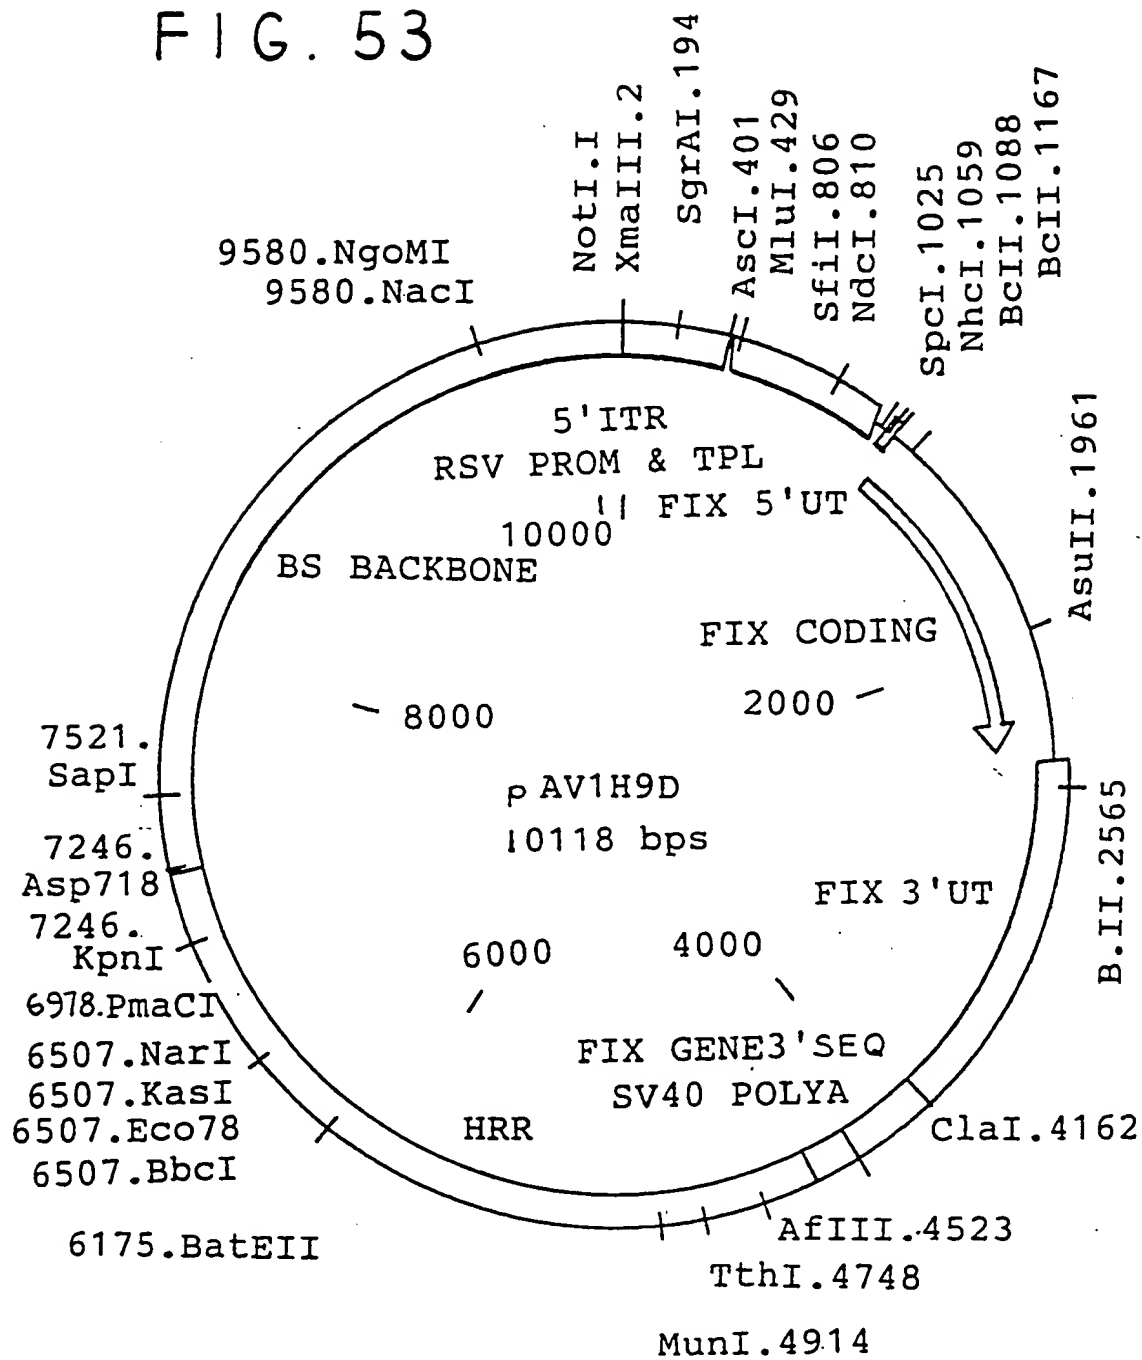 FIG. 53
NotI.I
XmaIII.2
SgrAI.194
AscI.401
MluI.429
SfiI.806
NdcI.810
SpcI.1025
NhcI.1059
BcII.1088
BcII.1167
AsuII.1961
B.II.2565
9580.NgoMI
9580.NacI
5'ITR
RSV PROM & TPL
FIX 5'UT
10000
BS BACKBONE
FIX CODING
2000
8000
7521.
SapI
pAV1H9D
10118 bps
7246.
Asp718
FIX 3'UT
7246.
KpnI
6000
4000
6978.PmaCI
6507.NarI
6507.KasI
6507.Eco78
6507.BbcI
FIX GENE3'SEQ
SV40 POLYA
HRR
ClaI.4162
6175.BatEII
AfIII.4523
TthI.4748
MunI.4914